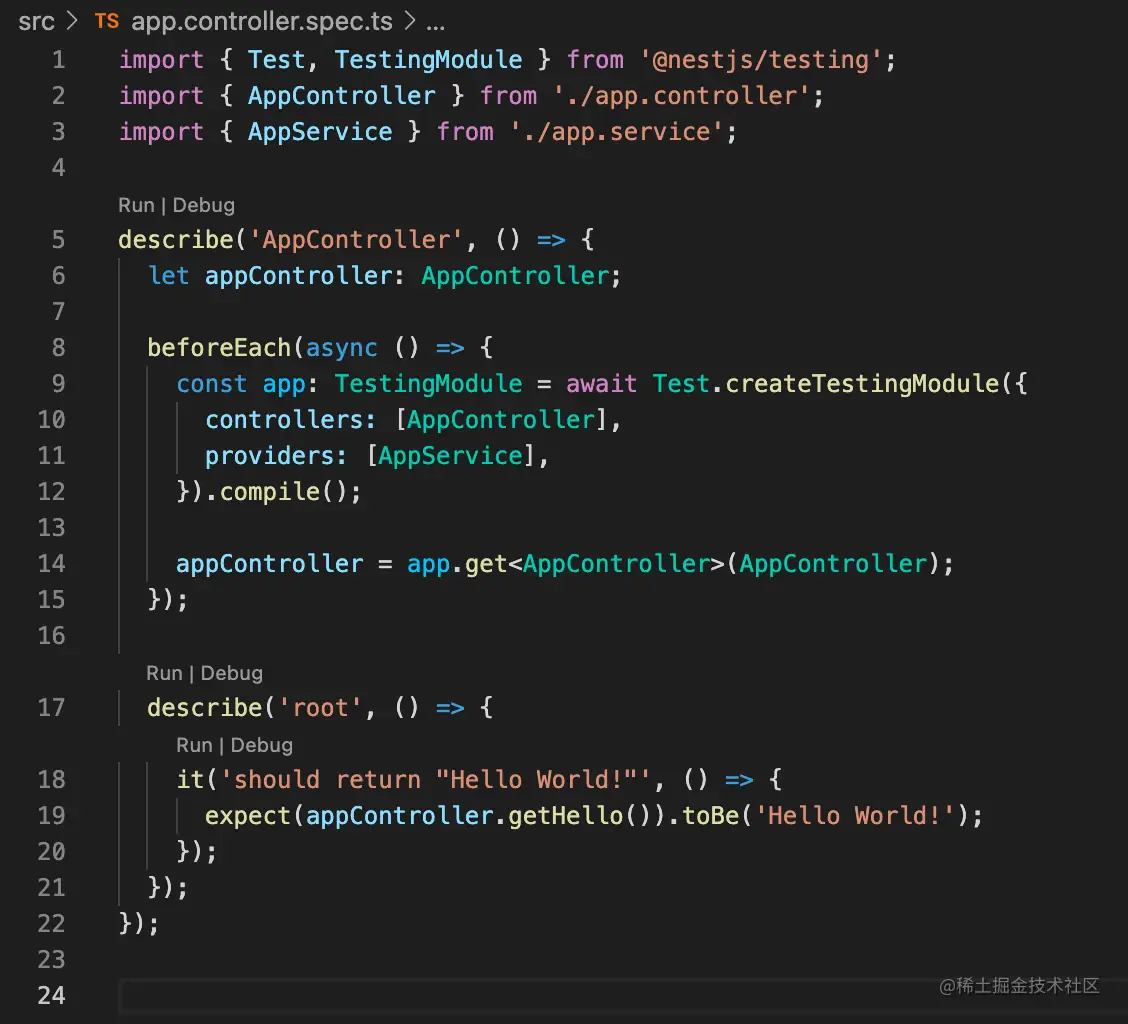 src > TS app.controller.spec.ts > ...
1 import { Test, TestingModule } from '@nestjs/testing';
2 import { AppController } from './app.controller';
3 import { AppService } from './app.service';
4
Run | Debug
5 describe('AppController', () => {
6   let appController: AppController;
7
8   beforeEach(async () => {
9     const app: TestingModule = await Test.createTestingModule({
10       controllers: [AppController],
11       providers: [AppService],
12     }).compile();
13
14     appController = app.get<AppController>(AppController);
15   });
16
Run | Debug
17   describe('root', () => {
Run | Debug
18     it('should return "Hello World!"', () => {
19       expect(appController.getHello()).toBe('Hello World!');
20     });
21   });
22 });
23
24
@稀土掘金技术社区